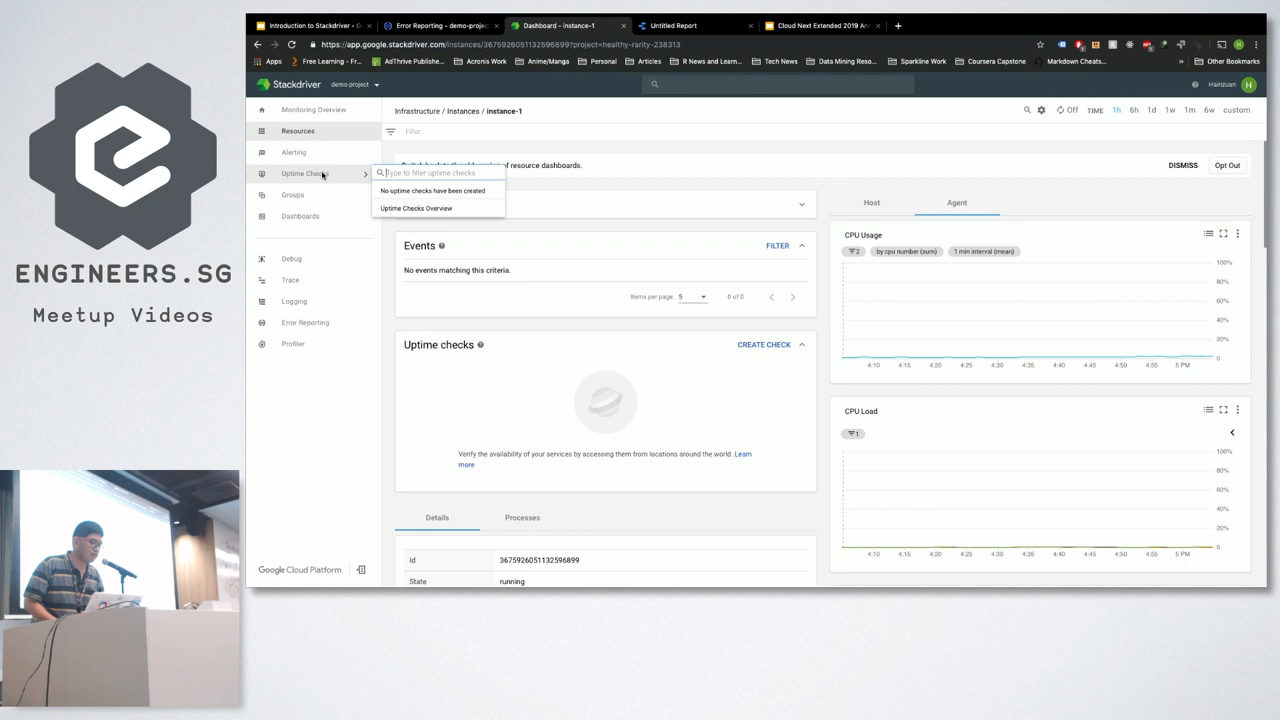 ENGINEERS.SG
Meetup Videos
Introduction to Stackdriver - G
Error Reporting - demo-projec
Dashboard - instance-1
Untitled Report
Cloud Next Extended 2019 An
https://app.google.stackdriver.com/instances/3675926051132596899?project=healthy-rarity-238313
Apps
Free Learning - Fr...
AdThrive Publishe...
Acronis Work
Anime/Manga
Personal
Articles
R News and Learn...
Tech News
Data Mining Reso...
Sparkline Work
Coursera Capstone
Markdown Cheats...
»
Other Bookmarks
Stackdriver
demo-project
Hairizuan
H
Monitoring Overview
Resources
Alerting
Uptime Checks
Groups
Dashboards
Debug
Trace
Logging
Error Reporting
Profiler
Google Cloud Platform
Type to filter uptime checks
No uptime checks have been created
Uptime Checks Overview
Infrastructure / Instances / instance-1
Off
TIME
1h
6h
1d
1w
1m
6w
custom
Filter...
of resource dashboards.
DISMISS
Opt Out
Events
FILTER
No events matching this criteria.
Items per page:
5
0 of 0
Uptime checks
CREATE CHECK
Verify the availability of your services by accessing them from locations around the world. Learn
more
Details
Processes
Id
3675926051132596899
State
running
Host
Agent
CPU Usage
2
by cpu number (sum)
1 min interval (mean)
100%
80%
60%
40%
20%
0
4:10 4:15 4:20 4:25 4:30 4:35 4:40 4:45 4:50 4:55 5 PM
CPU Load
1
100%
80%
60%
40%
20%
0
4:10 4:15 4:20 4:25 4:30 4:35 4:40 4:45 4:50 4:55 5 PM